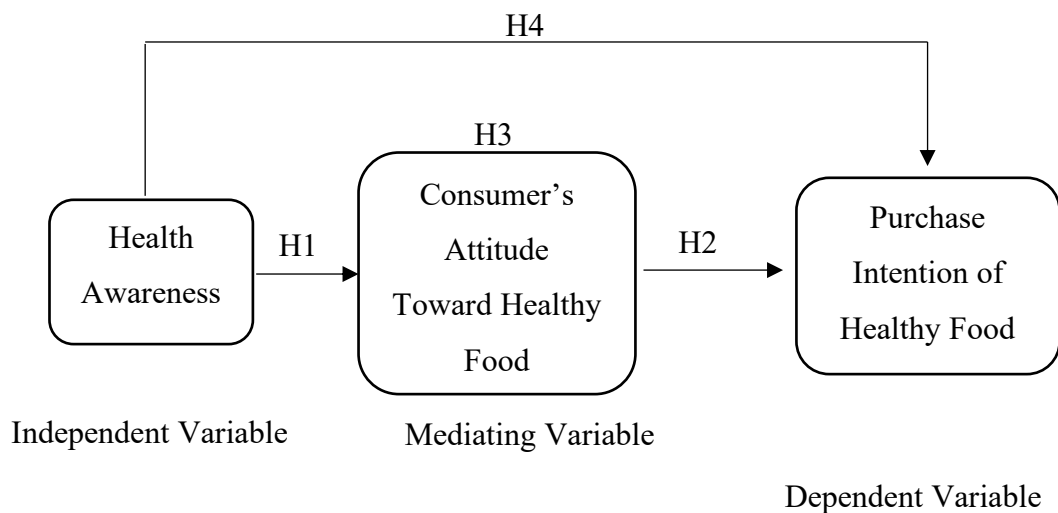 H4
H3
Health
Awareness
H1
Consumer’s
Attitude
Toward Healthy
Food
H2
Purchase
Intention of
Healthy Food
Independent Variable
Mediating Variable
Dependent Variable